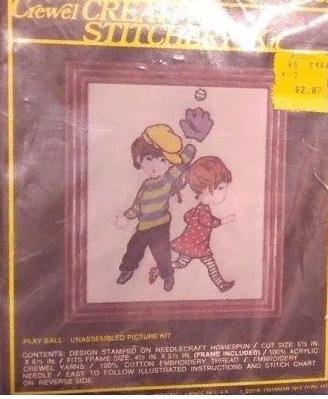 Crewel CREATIVE
STITCHERY Kit
$2.87
PLAY BALL UNASSEMBLED PICTURE KIT
CONTENTS: DESIGN STAMPED ON NEEDLECRAFT HOMESPUN / CUT SIZE: 5½ IN.
X 6½ IN. / FITS FRAME SIZE: 4½ IN X 5½ IN. (FRAME INCLUDED) / 100% ACRYLIC
CREWEL YARNS / 100% COTTON EMBROIDERY THREAD / EMBROIDERY
NEEDLE / EASY TO FOLLOW ILLUSTRATED INSTRUCTIONS AND STITCH CHART
ON REVERSE SIDE.